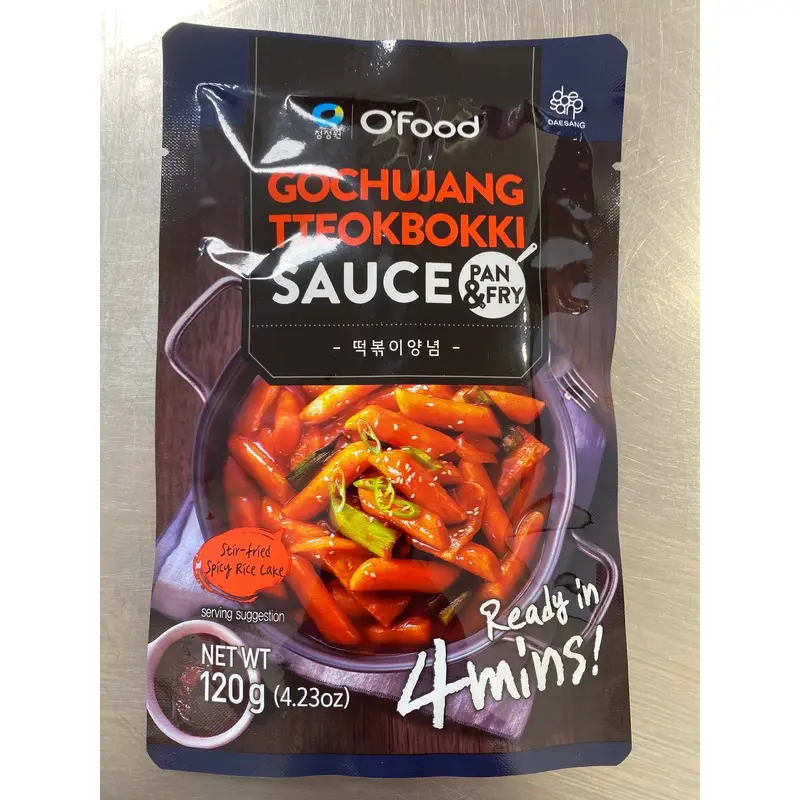 청정원
O'Food
daesang
DAESANG
GOCHUJANG
TTEOKBOKKI
SAUCE
PAN
&FRY
- 떡볶이양념 -
Stir-fried
Spicy Rice Cake
serving suggestion
NET WT
120g (4.23oz)
Ready in
4mins!